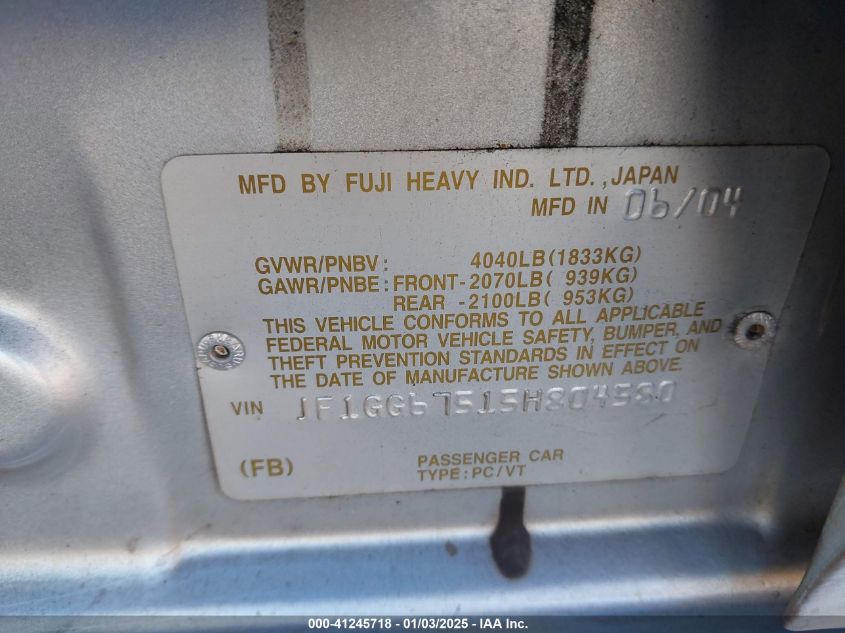 MFD BY FUJI HEAVY IND. LTD., JAPAN
MFD IN 06/04
GVWR/PNBV: 4040LB(1833KG)
GAWR/PNBE: FRONT-2070LB( 939KG)
REAR -2100LB( 953KG)
THIS VEHICLE CONFORMS TO ALL APPLICABLE
FEDERAL MOTOR VEHICLE SAFETY, BUMPER, AND
THEFT PREVENTION STANDARDS IN EFFECT ON
THE DATE OF MANUFACTURE SHOWN ABOVE.
VIN JF1GG67515H804580
(FB) PASSENGER CAR
TYPE:PC/VT
000-41245718 - 01/03/2025 - IAA Inc.